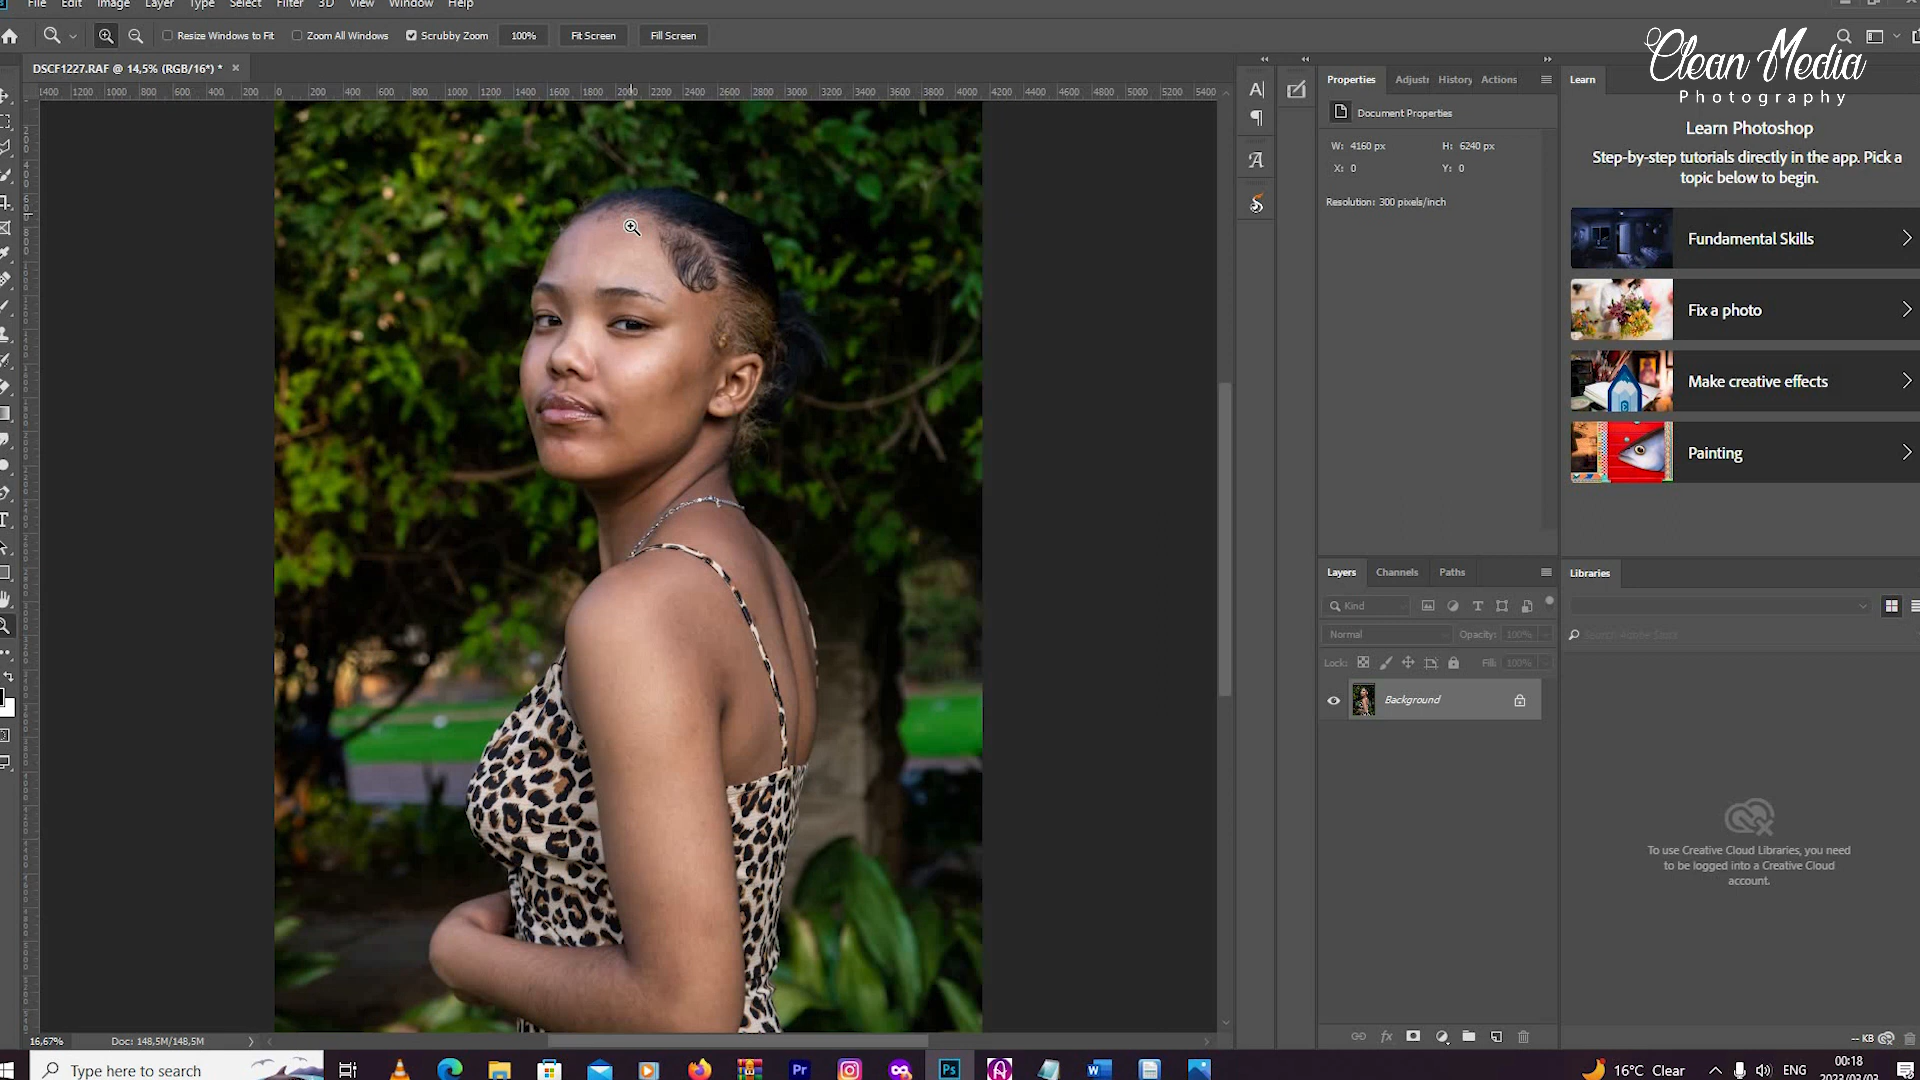 File Edit Image Layer Type Select Filter 3D View Window Help
Resize Windows to Fit Zoom All Windows Scrubby Zoom 100% Fit Screen Fill Screen
Clean Media
Photography
DSCF1227.RAF @ 14,5% (RGB/16*) * ×
1400 1200 1000 800 600 400 200 0 200 400 600 800 1000 1200 1400 1600 1800 2000 2200 2400 2600 2800 3000 3200 3400 3600 3800 4000 4200 4400 4600 4800 5000 5200 5400
Properties Adjustr History Actions
Document Properties
W: 4160 px H: 6240 px
X: 0 Y: 0
Resolution: 300 pixels/inch
Learn
Learn Photoshop
Step-by-step tutorials directly in the app. Pick a
topic below to begin.
Fundamental Skills
Fix a photo
Make creative effects
Painting
Layers Channels Paths
Kind
Normal Opacity: 100%
Lock: Fill: 100%
Background
Libraries
Search Adobe Stock
To use Creative Cloud Libraries, you need
to be logged into a Creative Cloud
account.
-- KB
16,67% Doc: 148,5M/148,5M
Type here to search
16°C Clear ENG 00:18
2023/03/03